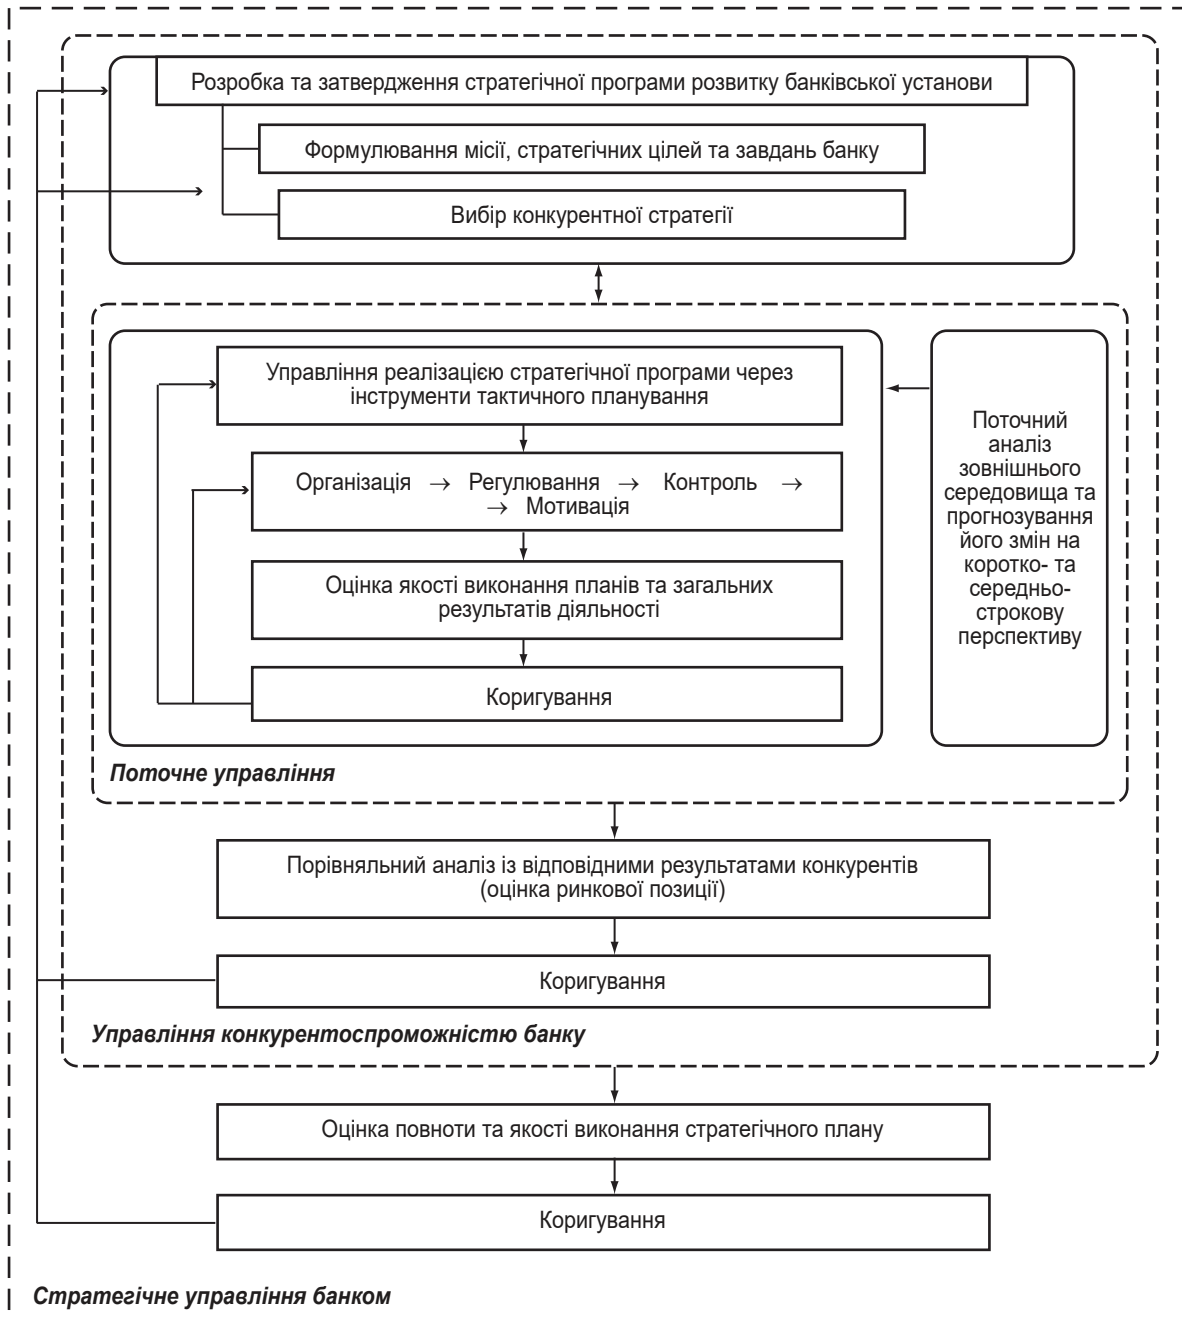 Розробка та затвердження стратегічної програми розвитку банківської установи
Формулювання місії, стратегічних цілей та завдань банку
Вибір конкурентної стратегії
Управління реалізацією стратегічної програми через
інструменти тактичного планування
Організація → Регулювання → Контроль →
→ Мотивація
Оцінка якості виконання планів та загальних
результатів діяльності
Коригування
Поточний
аналіз
зовнішнього
середовища та
прогнозування
його змін на
коротко- та
середньо-
строкову
перспективу
Поточне управління
Порівняльний аналіз із відповідними результатами конкурентів
(оцінка ринкової позиції)
Коригування
Управління конкурентоспроможністю банку
Оцінка повноти та якості виконання стратегічного плану
Коригування
Стратегічне управління банком